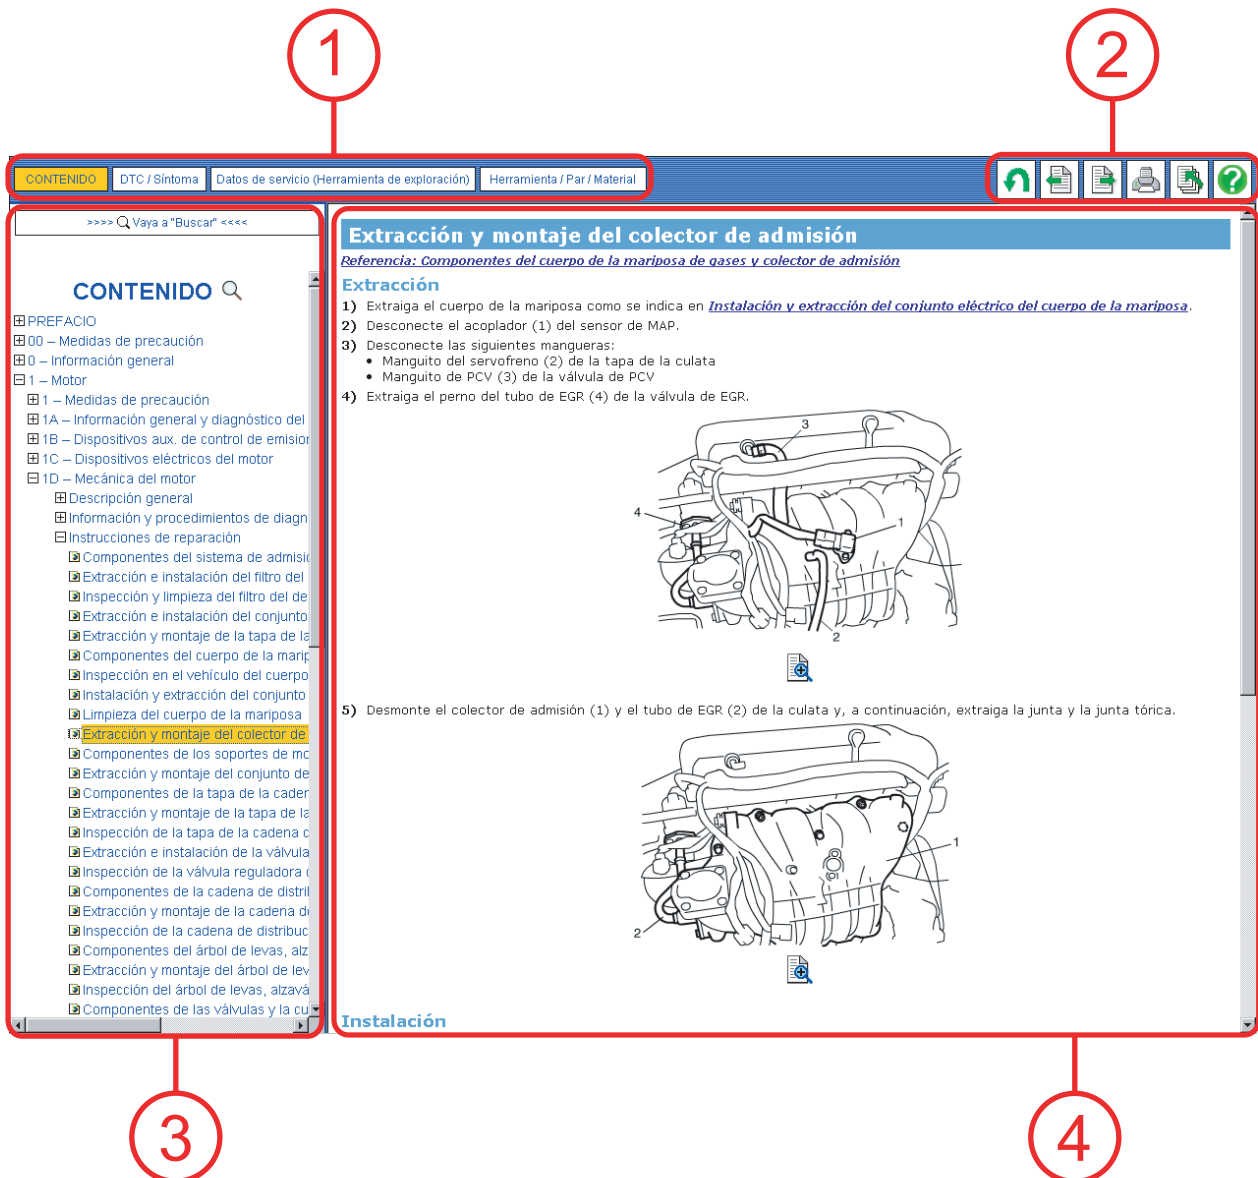 1
2
CONTENIDO
DTC / Síntoma
Datos de servicio (Herramienta de exploración)
Herramienta / Par / Material
>>>> Vaya a "Buscar" <<<<
CONTENIDO
PREFACIO
00 – Medidas de precaución
0 – Información general
1 – Motor
1 – Medidas de precaución
1A – Información general y diagnóstico del
1B – Dispositivos aux. de control de emision
1C – Dispositivos eléctricos del motor
1D – Mecánica del motor
Descripción general
Información y procedimientos de diagn
Instrucciones de reparación
Componentes del sistema de admisió
Extracción e instalación del filtro del
Inspección y limpieza del filtro del de
Extracción e instalación del conjunto
Extracción y montaje de la tapa de la
Componentes del cuerpo de la marip
Inspección en el vehículo del cuerpo
Instalación y extracción del conjunto
Limpieza del cuerpo de la mariposa
Extracción y montaje del colector de
Componentes de los soportes de mo
Extracción y montaje del conjunto de
Componentes de la tapa de la cader
Extracción y montaje de la tapa de la
Inspección de la tapa de la cadena d
Extracción e instalación de la válvula
Inspección de la válvula reguladora d
Componentes de la cadena de distril
Extracción y montaje de la cadena de
Inspección de la cadena de distribuc
Componentes del árbol de levas, alz
Extracción y montaje del árbol de lev
Inspección del árbol de levas, alzavá
Componentes de las válvulas y la cu
Extracción y montaje del colector de admisión
Referencia: Componentes del cuerpo de la mariposa de gases y colector de admisión
Extracción
1) Extraiga el cuerpo de la mariposa como se indica en Instalación y extracción del conjunto eléctrico del cuerpo de la mariposa.
2) Desconecte el acoplador (1) del sensor de MAP.
3) Desconecte las siguientes mangueras:
• Manguito del servofreno (2) de la tapa de la culata
• Manguito de PCV (3) de la válvula de PCV
4) Extraiga el perno del tubo de EGR (4) de la válvula de EGR.
3
4
1
2
5) Desmonte el colector de admisión (1) y el tubo de EGR (2) de la culata y, a continuación, extraiga la junta y la junta tórica.
1
2
Instalación
3
4